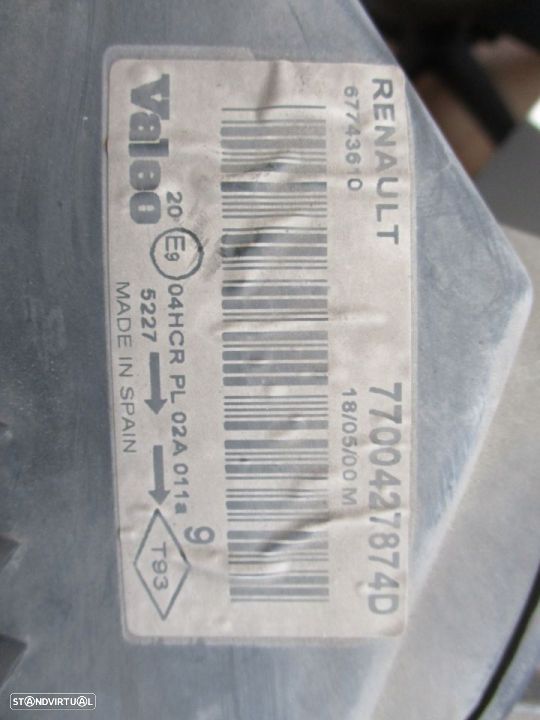 RENAULT
67743610
7700427874D
18/05/00 M
Valeo
20 E9 04HCR PL 02A 011a 9
5227
MADE IN SPAIN
T93
STANDVIRTUAL